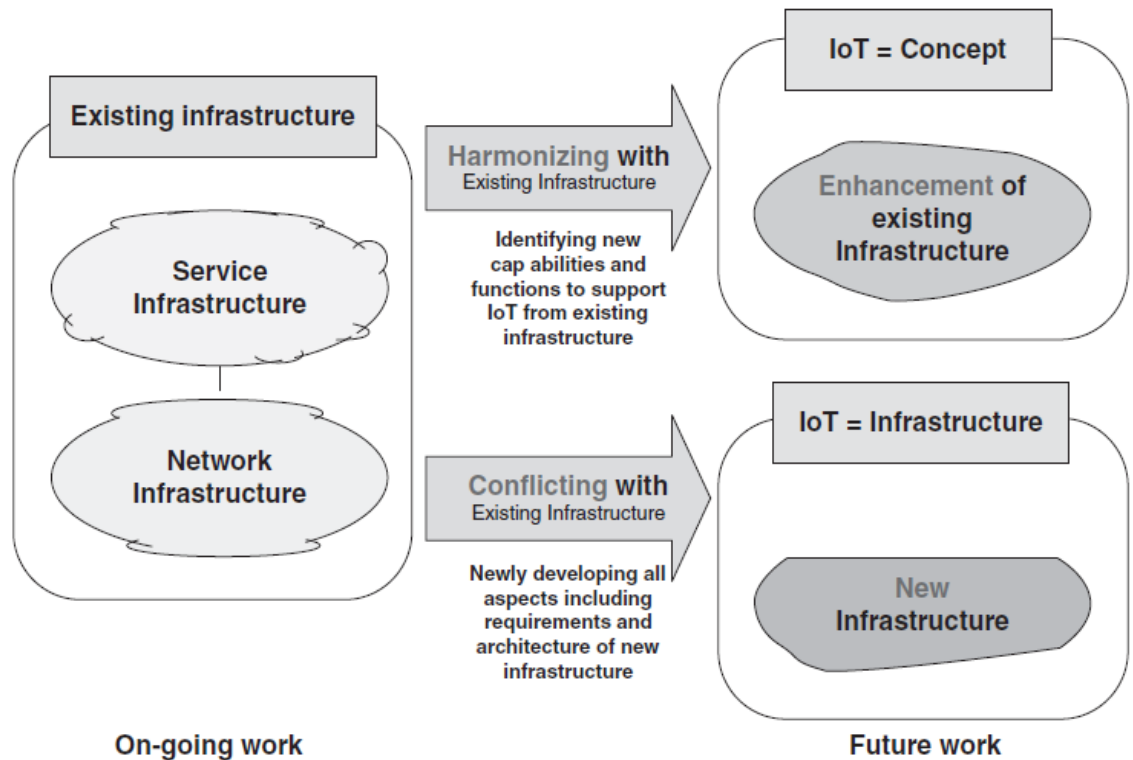 Existing infrastructure
Service
Infrastructure
Network
Infrastructure
On-going work
Harmonizing with
Existing Infrastructure
Identifying new
cap abilities and
functions to support
IoT from existing
infrastructure
Conflicting with
Existing Infrastructure
Newly developing all
aspects including
requirements and
architecture of new
infrastructure
IoT = Concept
Enhancement of
existing
Infrastructure
IoT = Infrastructure
New
Infrastructure
Future work